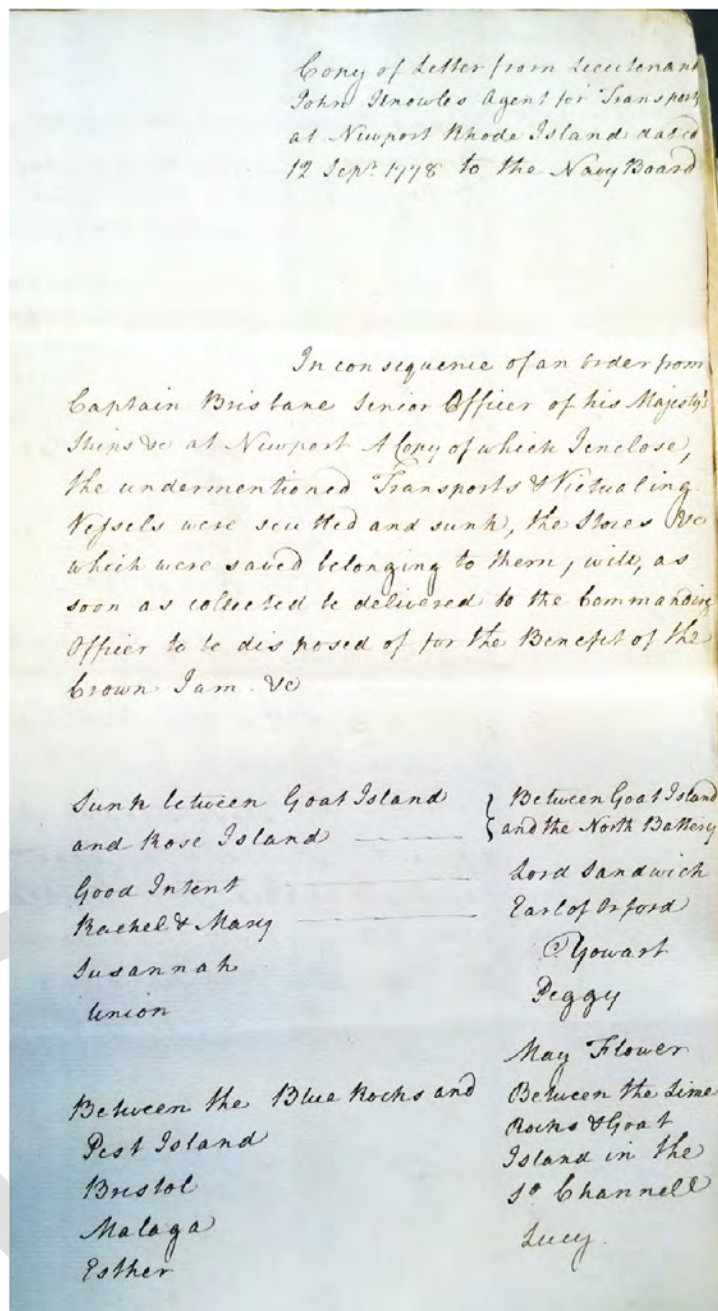 Copy of Letter from Lieutenant
John Knowles Agent for Transports
at Newport Rhode Island dated
12 Sept. 1778 to the Navy Board
In consequence of an Order from
Captain Brisbane Senior Officer of his Majesty's
Ships &c at Newport A Copy of which I enclose,
the undermentioned Transports & Victualing
Vessels were scuttled and sunk, the Stores &c
which were saved belonging to them, will, as
soon as collected be delivered to the Commanding
Officer to be disposed of for the Benefit of the
Crown I am. &c
Sunk between Goat Island
and Rose Island
Good Intent
Rachel & Mary
Susannah
Union
Between the Blue Rocks and
Pest Island
Bristol
Malaga
Esther
Between Goat Island
and the North Battery
Lord Sandwich
Earl of Orford
Yowart
Peggy
May Flower
Between the Lime
Rocks & Goat
Island in the
So. Channell
Lucy.